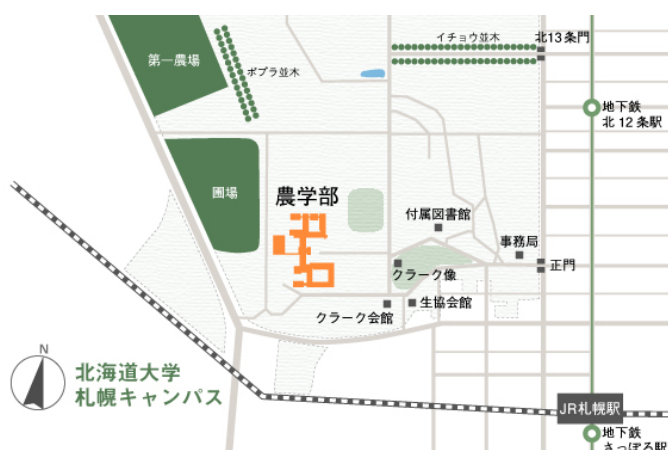 イチョウ並木
北13条門
第一農場
ポプラ並木
地下鉄
北12条駅
圃場
農学部
付属図書館
事務局
正門
クラーク像
クラーク会館
生協会館
N
北海道大学
札幌キャンパス
JR札幌駅
地下鉄
さっぽろ駅